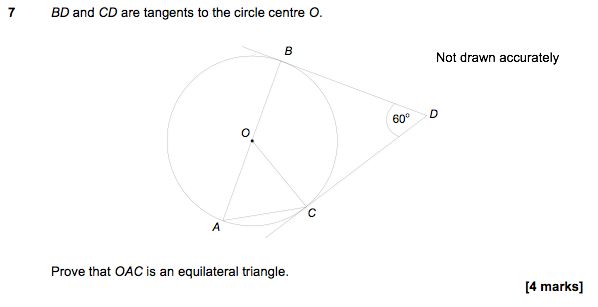 7 BD and CD are tangents to the circle centre O.
B
Not drawn accurately
60° D
O
C
A
Prove that OAC is an equilateral triangle.
[4 marks]